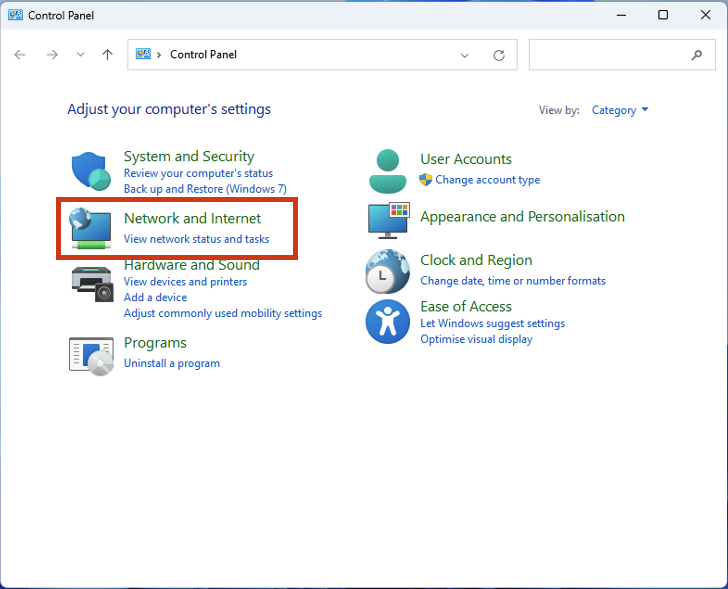 Control Panel
Control Panel
Adjust your computer's settings
View by: Category
System and Security
Review your computer's status
Back up and Restore (Windows 7)
Network and Internet
View network status and tasks
Hardware and Sound
View devices and printers
Add a device
Adjust commonly used mobility settings
Programs
Uninstall a program
User Accounts
Change account type
Appearance and Personalisation
Clock and Region
Change date, time or number formats
Ease of Access
Let Windows suggest settings
Optimise visual display